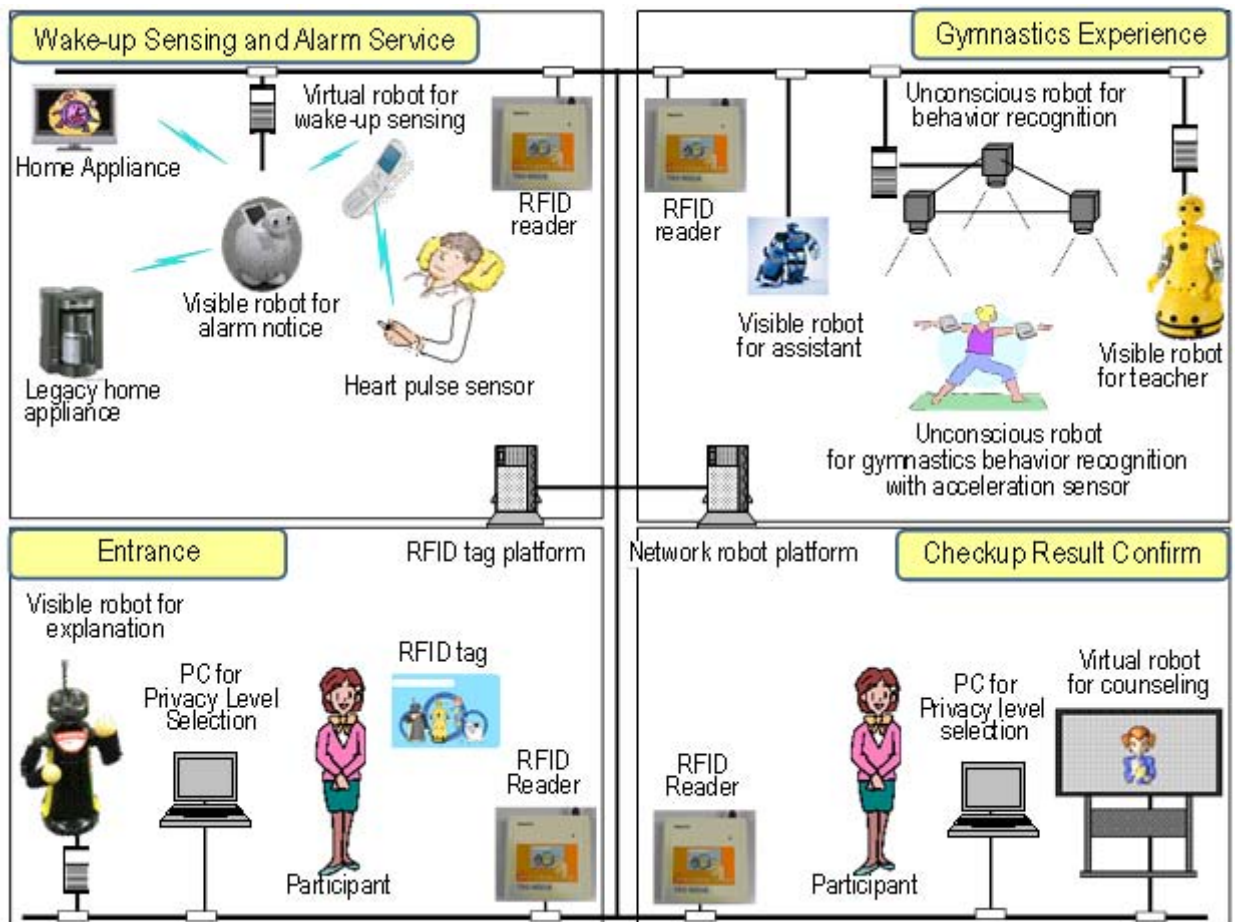 Wake-up Sensing and Alarm Service
Home Appliance
Virtual robot for
wake-up sensing
RFID
reader
Visible robot for
alarm notice
Legacy home
appliance
Heart pulse sensor
Gymnastics Experience
RFID
reader
Unconscious robot for
behavior recognition
Visible robot
for assistant
Visible robot
for teacher
Unconscious robot
for gymnastics behavior recognition
with acceleration sensor
Entrance
RFID tag platform
Visible robot for
explanation
PC for
Privacy Level
Selection
RFID tag
RFID
Reader
Participant
Network robot platform
Checkup Result Confirm
RFID
Reader
Participant
PC for
Privacy level
selection
Virtual robot
for counseling